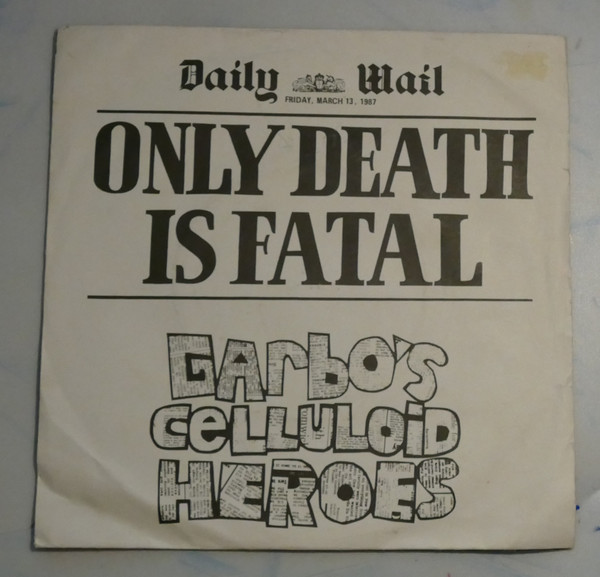 Daily Mail
FRIDAY, MARCH 13, 1987
ONLY DEATH
IS FATAL
GArbo's
CeLLULOiD
HEROES